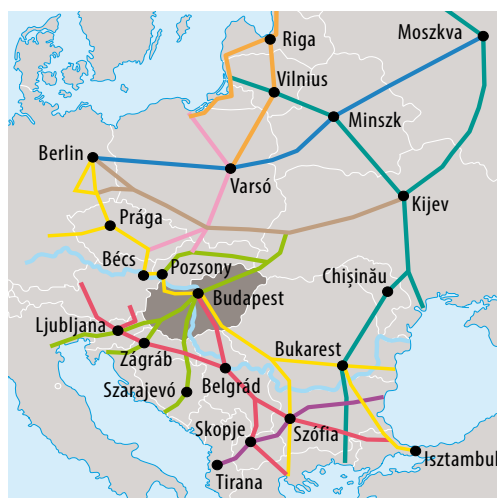 Riga
Moszkva
Vilnius
Minszk
Berlin
Varsó
Kijev
Prága
Bécs
Pozsony
Chișinău
Budapest
Ljubljana
Zágráb
Bukarest
Belgrád
Szarajevó
Szófia
Skopje
Isztambul
Tirana